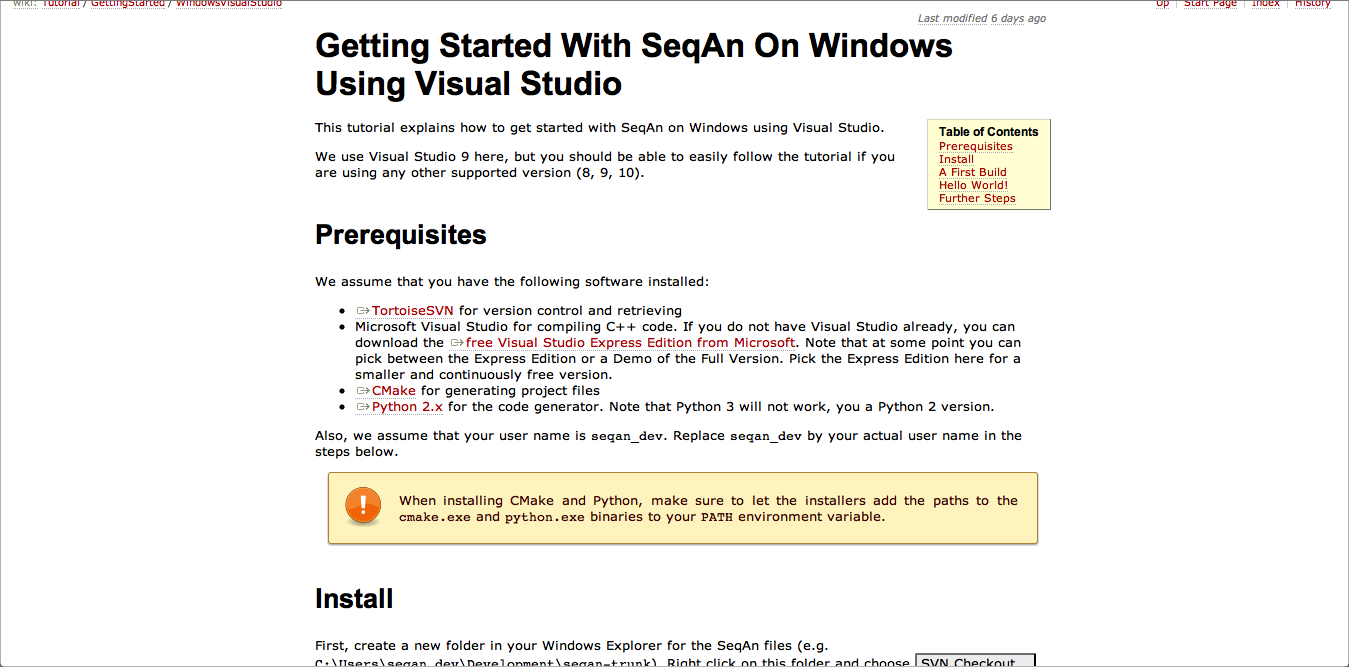 wiki: Tutorial / GettingStarted / WindowsVisualStudio
Up | Start Page | Index | History
Last modified 6 days ago
Getting Started With SeqAn On Windows
Using Visual Studio
This tutorial explains how to get started with SeqAn on Windows using Visual Studio.
We use Visual Studio 9 here, but you should be able to easily follow the tutorial if you
are using any other supported version (8, 9, 10).
Table of Contents
Prerequisites
Install
A First Build
Hello World!
Further Steps
Prerequisites
We assume that you have the following software installed:
TortoiseSVN for version control and retrieving
Microsoft Visual Studio for compiling C++ code. If you do not have Visual Studio already, you can
download the free Visual Studio Express Edition from Microsoft. Note that at some point you can
pick between the Express Edition or a Demo of the Full Version. Pick the Express Edition here for a
smaller and continuously free version.
CMake for generating project files
Python 2.x for the code generator. Note that Python 3 will not work, you a Python 2 version.
Also, we assume that your user name is seqan_dev. Replace seqan_dev by your actual user name in the
steps below.
When installing CMake and Python, make sure to let the installers add the paths to the
cmake.exe and python.exe binaries to your PATH environment variable.
Install
First, create a new folder in your Windows Explorer for the SeqAn files (e.g.
C:\Users\seqan_dev\Development\seqan-trunk). Right click on this folder and choose SVN Checkout...